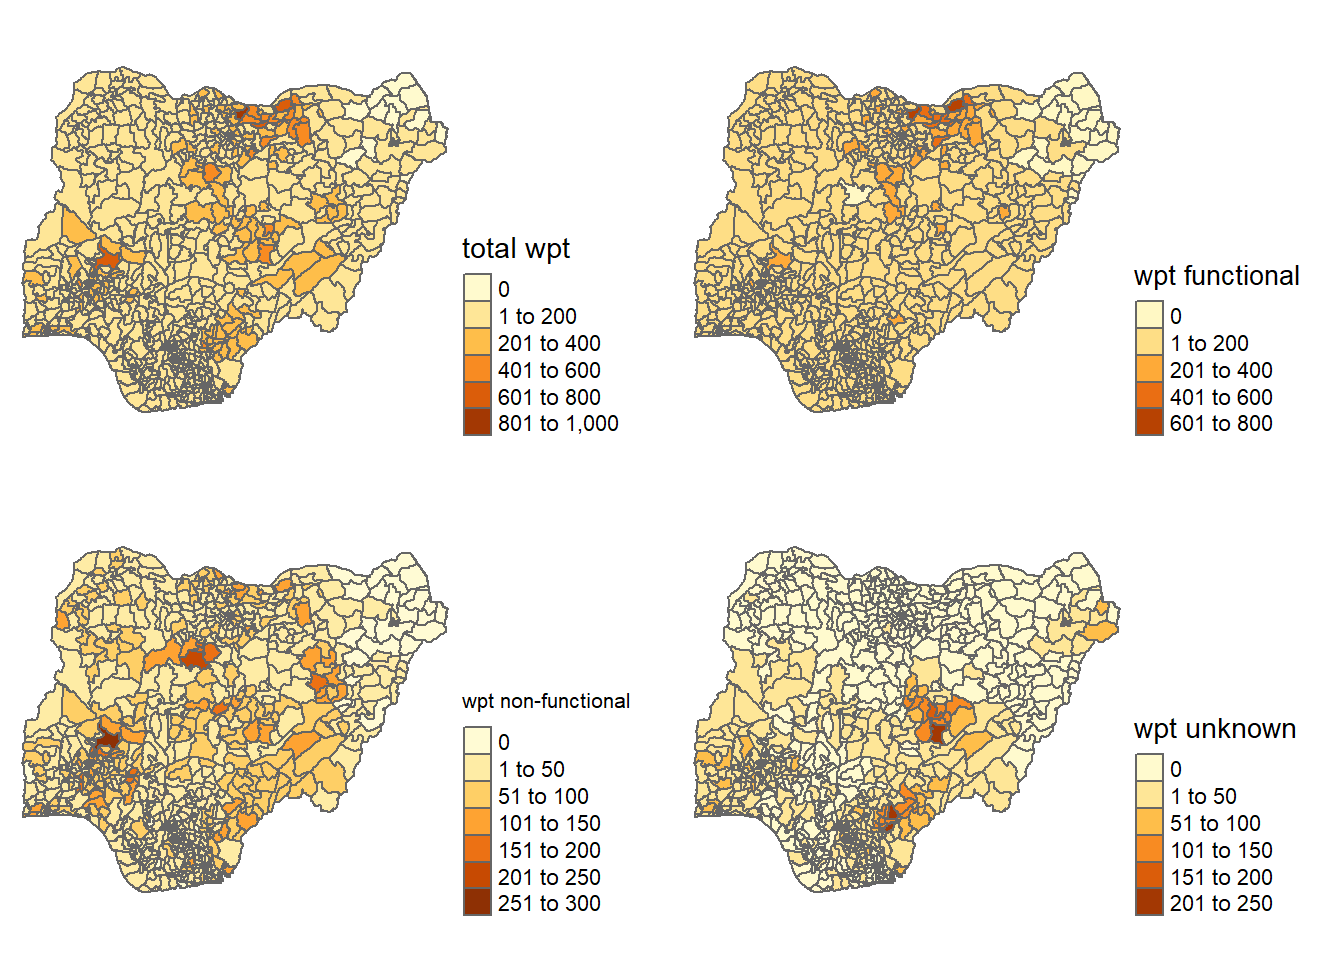 total wpt
0
1 to 200
201 to 400
401 to 600
601 to 800
801 to 1,000
wpt functional
0
1 to 200
201 to 400
401 to 600
601 to 800
wpt non-functional
0
1 to 50
51 to 100
101 to 150
151 to 200
201 to 250
251 to 300
wpt unknown
0
1 to 50
51 to 100
101 to 150
151 to 200
201 to 250